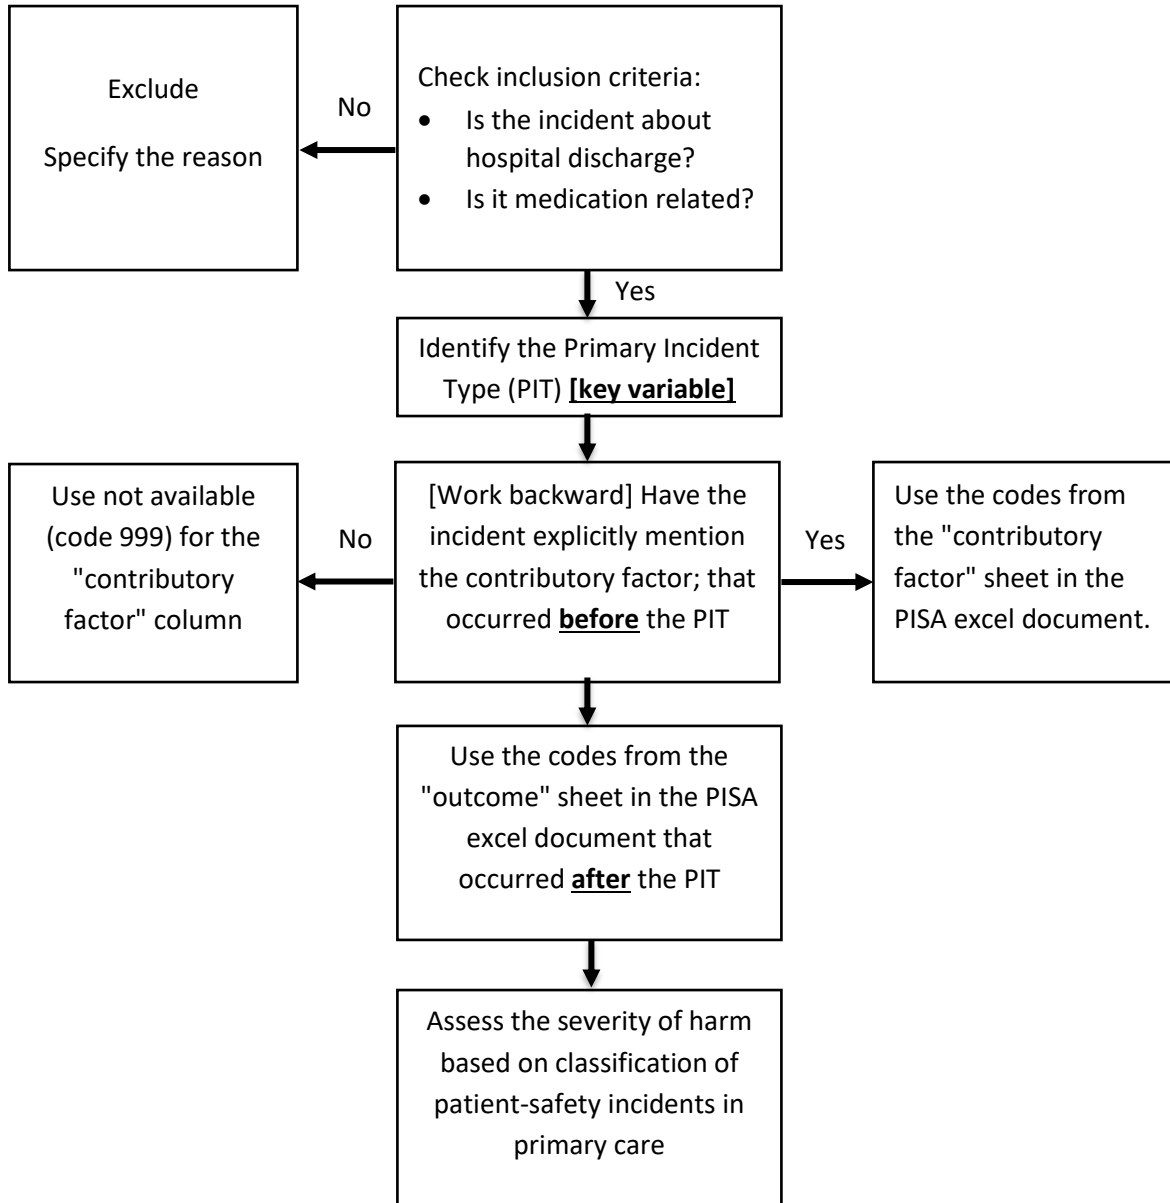 Exclude
Specify the reason
No
Check inclusion criteria:
• Is the incident about
hospital discharge?
• Is it medication related?
Yes
Identify the Primary Incident
Type (PIT) [key variable]
Use not available
(code 999) for the
"contributory
factor" column
No
[Work backward] Have the
incident explicitly mention
the contributory factor; that
occurred before the PIT
Yes
Use the codes from
the "contributory
factor" sheet in the
PISA excel document.
Use the codes from the
"outcome" sheet in the PISA
excel document that
occurred after the PIT
Assess the severity of harm
based on classification of
patient-safety incidents in
primary care